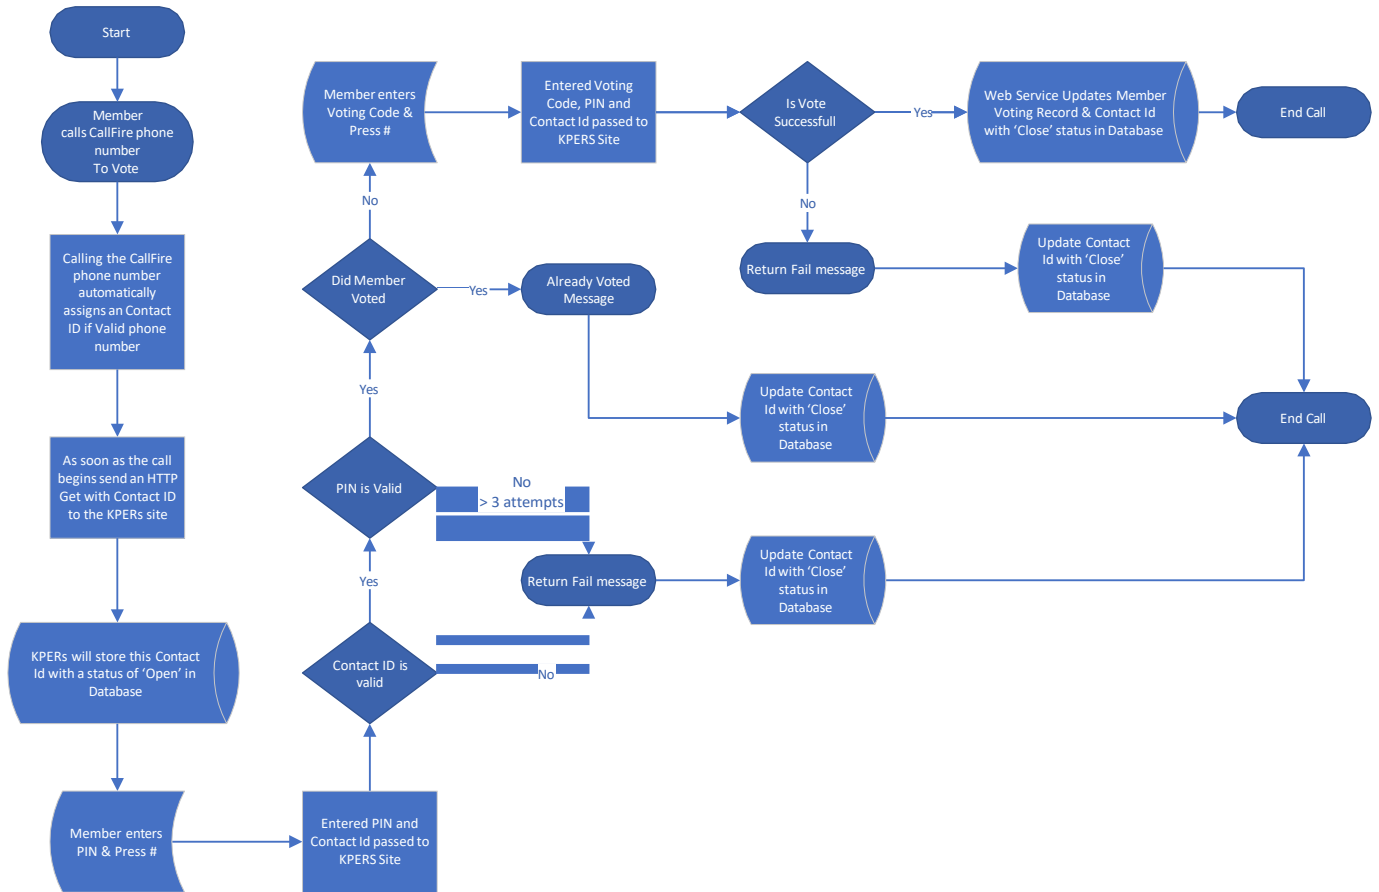 Start
Member
calls CallFire phone
number
To Vote
Calling the CallFire
phone number
automatically
assigns an Contact
ID if Valid phone
number
As soon as the call
begins send an HTTP
Get with Contact ID
to the KPERs site
KPERs will store this Contact
Id with a status of ‘Open’ in
Database
Member enters
PIN & Press #
Entered PIN and
Contact Id passed to
KPERS Site
Contact ID is
valid
No
Yes
PIN is Valid
No
> 3 attempts
Return Fail message
Update Contact
Id with ‘Close’
status in
Database
Yes
Did Member
Voted
Yes
Already Voted
Message
Update Contact
Id with ‘Close’
status in
Database
No
Member enters
Voting Code &
Press #
Entered Voting
Code, PIN and
Contact Id passed to
KPERS Site
Is Vote
Successfull
Yes
Web Service Updates Member
Voting Record & Contact Id
with ‘Close’ status in Database
End Call
No
Return Fail message
Update Contact
Id with ‘Close’
status in
Database
End Call